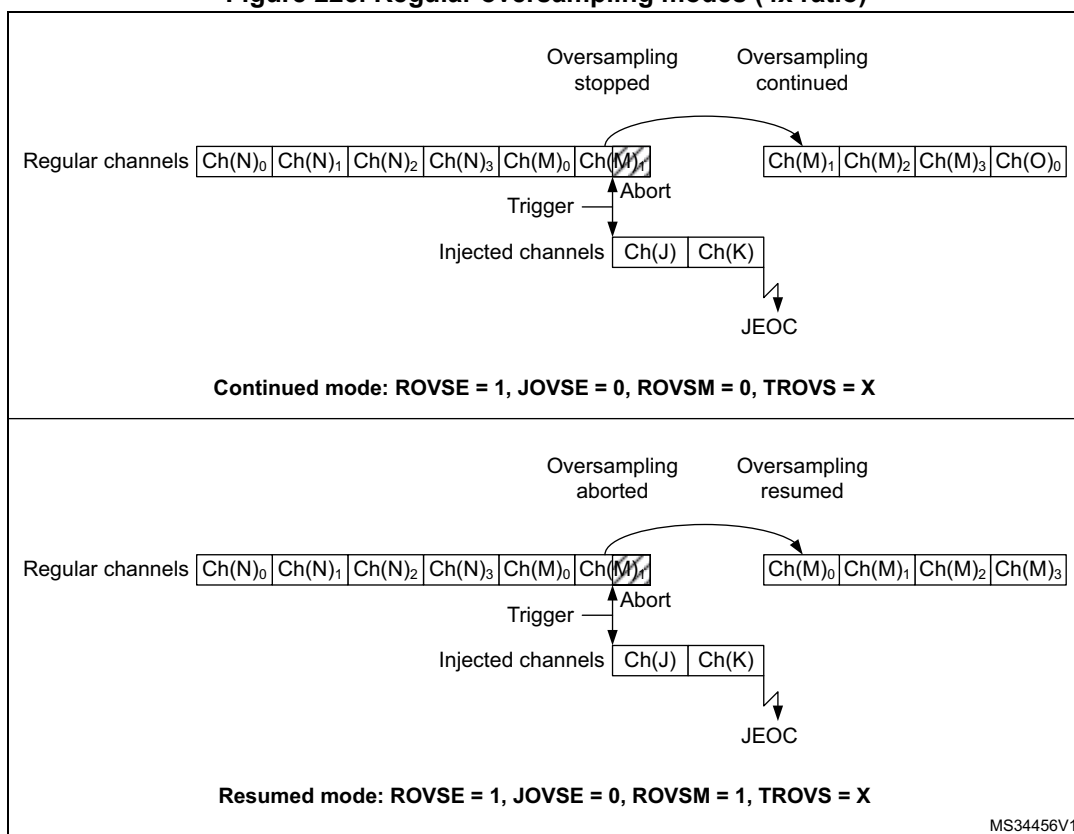 Oversampling stopped
Oversampling continued
Regular channels Ch(N)₀ Ch(N)₁ Ch(N)₂ Ch(N)₃ Ch(M)₀ Ch(M)₁ Ch(M)₁ Ch(M)₂ Ch(M)₃ Ch(O)₀
Abort
Trigger
Injected channels Ch(J) Ch(K)
JEOC
Continued mode: ROVSE = 1, JOVSE = 0, ROVSM = 0, TROVS = X
Oversampling aborted
Oversampling resumed
Regular channels Ch(N)₀ Ch(N)₁ Ch(N)₂ Ch(N)₃ Ch(M)₀ Ch(M)₁ Ch(M)₀ Ch(M)₁ Ch(M)₂ Ch(M)₃
Abort
Trigger
Injected channels Ch(J) Ch(K)
JEOC
Resumed mode: ROVSE = 1, JOVSE = 0, ROVSM = 1, TROVS = X
MS34456V1